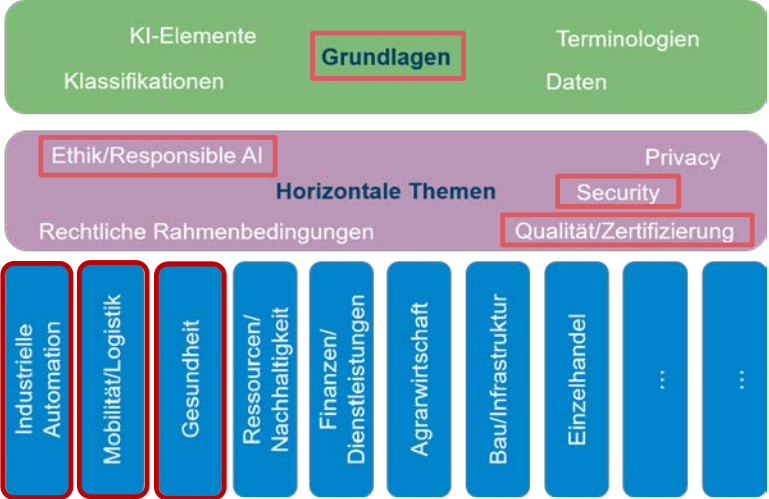 KI-Elemente
Grundlagen
Terminologien
Klassifikationen
Daten
Ethik/Responsible AI
Privacy
Horizontale Themen
Security
Rechtliche Rahmenbedingungen
Qualität/Zertifizierung
Industrielle
Automation
Mobilität/Logistik
Gesundheit
Ressourcen/
Nachhaltigkeit
Finanzen/
Dienstleistungen
Agrarwirtschaft
Bau/Infrastruktur
Einzelhandel
...
...